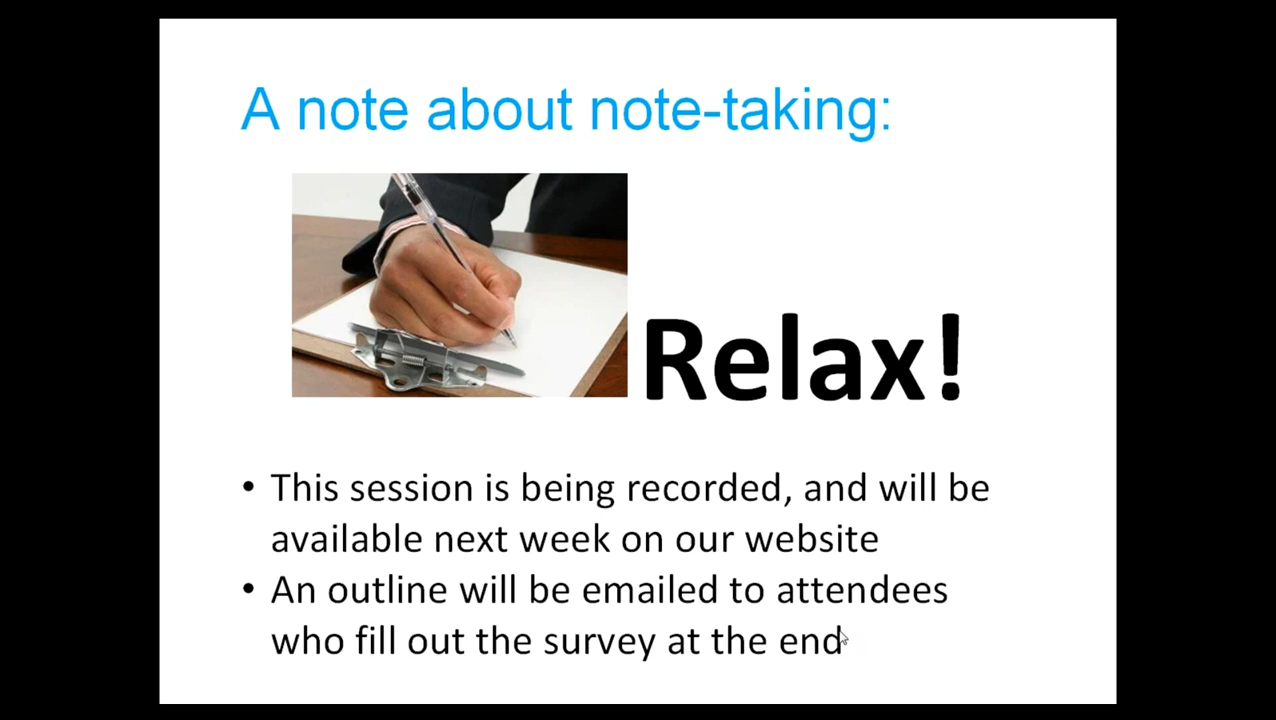 A note about note-taking:
Relax!
• This session is being recorded, and will be
available next week on our website
• An outline will be emailed to attendees
who fill out the survey at the end